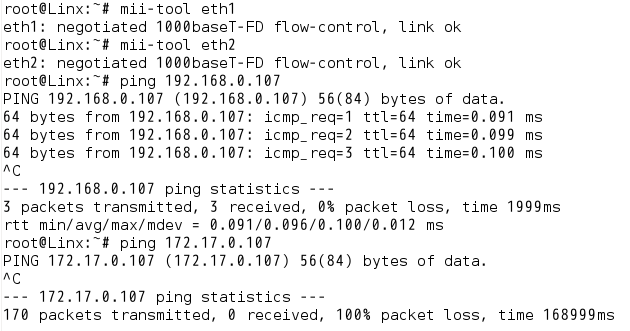 root@Linx:~# mii-tool eth1
eth1: negotiated 1000baseT-FD flow-control, link ok
root@Linx:~# mii-tool eth2
eth2: negotiated 1000baseT-FD flow-control, link ok
root@Linx:~# ping 192.168.0.107
PING 192.168.0.107 (192.168.0.107) 56(84) bytes of data.
64 bytes from 192.168.0.107: icmp_req=1 ttl=64 time=0.091 ms
64 bytes from 192.168.0.107: icmp_req=2 ttl=64 time=0.099 ms
64 bytes from 192.168.0.107: icmp_req=3 ttl=64 time=0.100 ms
^C
--- 192.168.0.107 ping statistics ---
3 packets transmitted, 3 received, 0% packet loss, time 1999ms
rtt min/avg/max/mdev = 0.091/0.096/0.100/0.012 ms
root@Linx:~# ping 172.17.0.107
PING 172.17.0.107 (172.17.0.107) 56(84) bytes of data.
^C
--- 172.17.0.107 ping statistics ---
170 packets transmitted, 0 received, 100% packet loss, time 168999ms